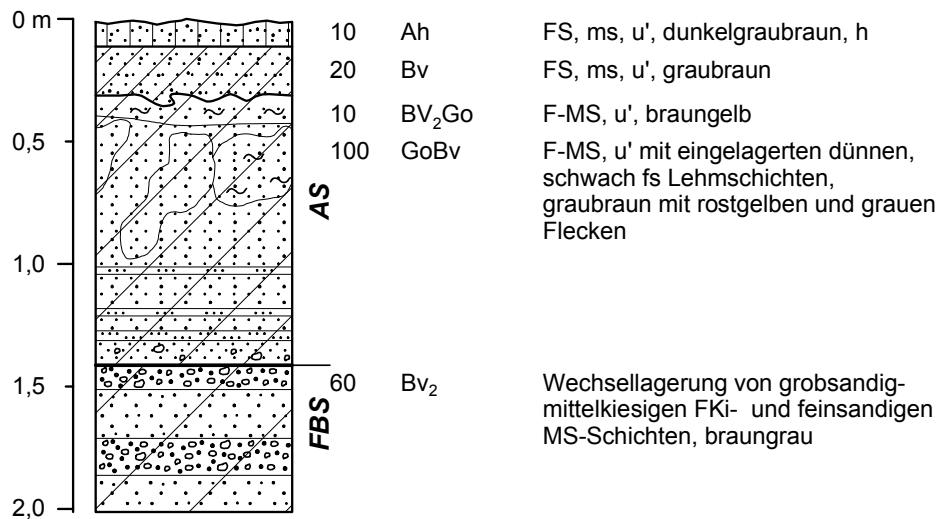 0 m 10 Ah FS, ms, u', dunkelgraubraun, h
20 Bv FS, ms, u', graubraun
10 BV₂Go F-MS, u', braungelb
0,5
100 GoBv F-MS, u' mit eingelagerten dünnen,
schwach fs Lehmschichten,
graubraun mit rostgelben und grauen
Flecken
AS
1,0
1,5
60 Bv₂ Wechsellagerung von grobsandig-
mittelkiesigen FKi- und feinsandigen
MS-Schichten, braungrau
FBS
2,0